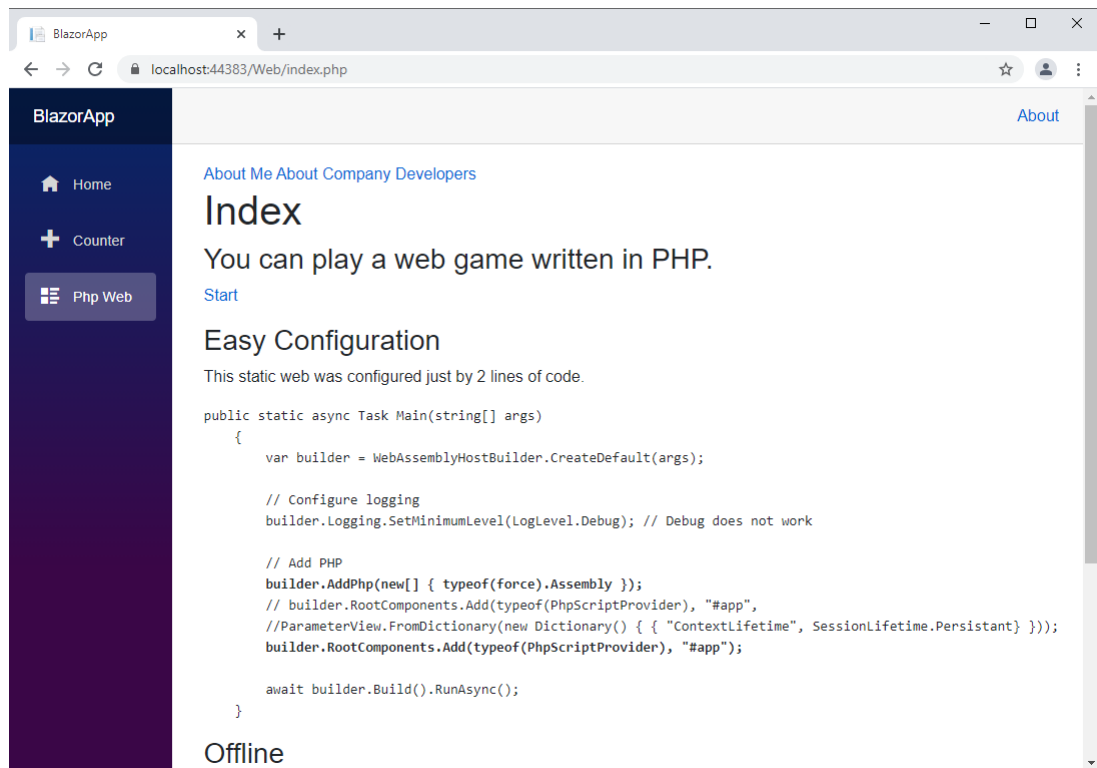 BlazorApp
localhost:44383/Web/index.php
BlazorApp
About
Home
Counter
Php Web
About Me About Company Developers
Index
You can play a web game written in PHP.
Start
Easy Configuration
This static web was configured just by 2 lines of code.
public static async Task Main(string[] args)
{
var builder = WebAssemblyHostBuilder.CreateDefault(args);
// Configure logging
builder.Logging.SetMinimumLevel(LogLevel.Debug); // Debug does not work
// Add PHP
builder.AddPhp(new[] { typeof(force).Assembly });
// builder.RootComponents.Add(typeof(PhpScriptProvider), "#app",
//ParameterView.FromDictionary(new Dictionary() { { "ContextLifetime", SessionLifetime.Persistant} }));
builder.RootComponents.Add(typeof(PhpScriptProvider), "#app");
await builder.Build().RunAsync();
}
Offline